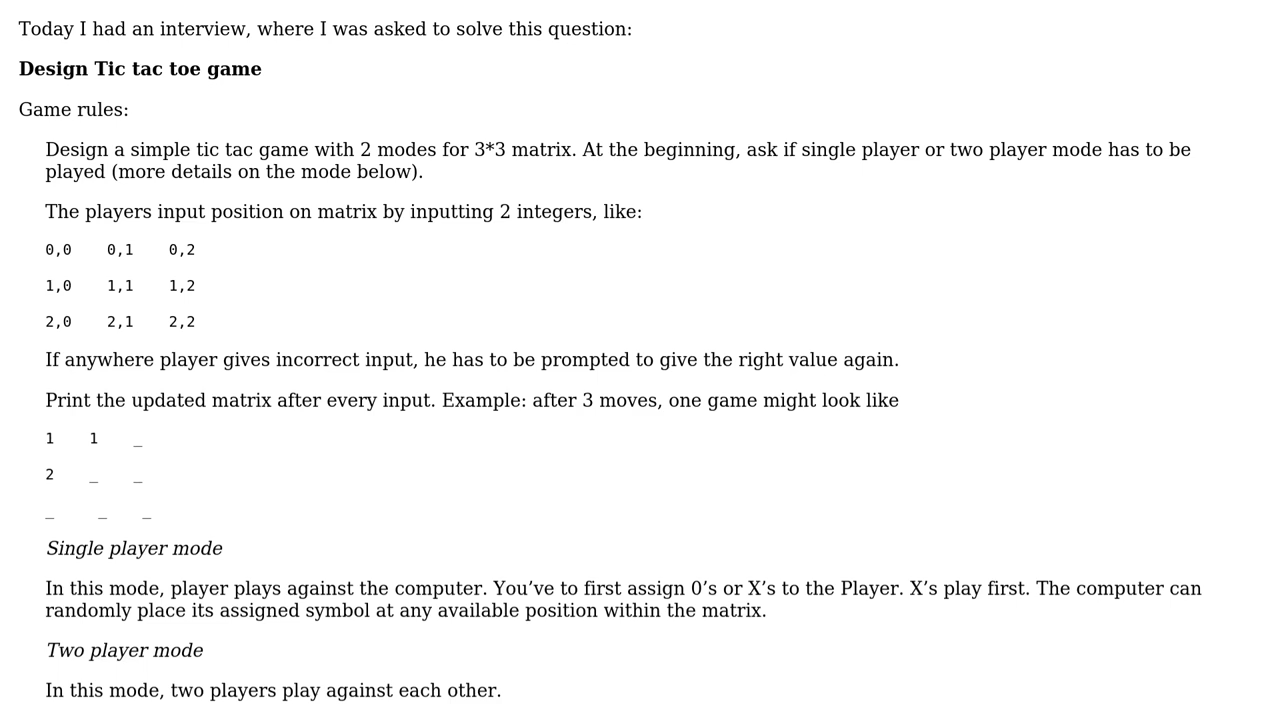 Today I had an interview, where I was asked to solve this question:
Design Tic tac toe game
Game rules:
Design a simple tic tac game with 2 modes for 3*3 matrix. At the beginning, ask if single player or two player mode has to be
played (more details on the mode below).
The players input position on matrix by inputting 2 integers, like:
0,0    0,1    0,2
1,0    1,1    1,2
2,0    2,1    2,2
If anywhere player gives incorrect input, he has to be prompted to give the right value again.
Print the updated matrix after every input. Example: after 3 moves, one game might look like
1    1    _
2    _    _
_     _    _
Single player mode
In this mode, player plays against the computer. You’ve to first assign 0’s or X’s to the Player. X’s play first. The computer can
randomly place its assigned symbol at any available position within the matrix.
Two player mode
In this mode, two players play against each other.